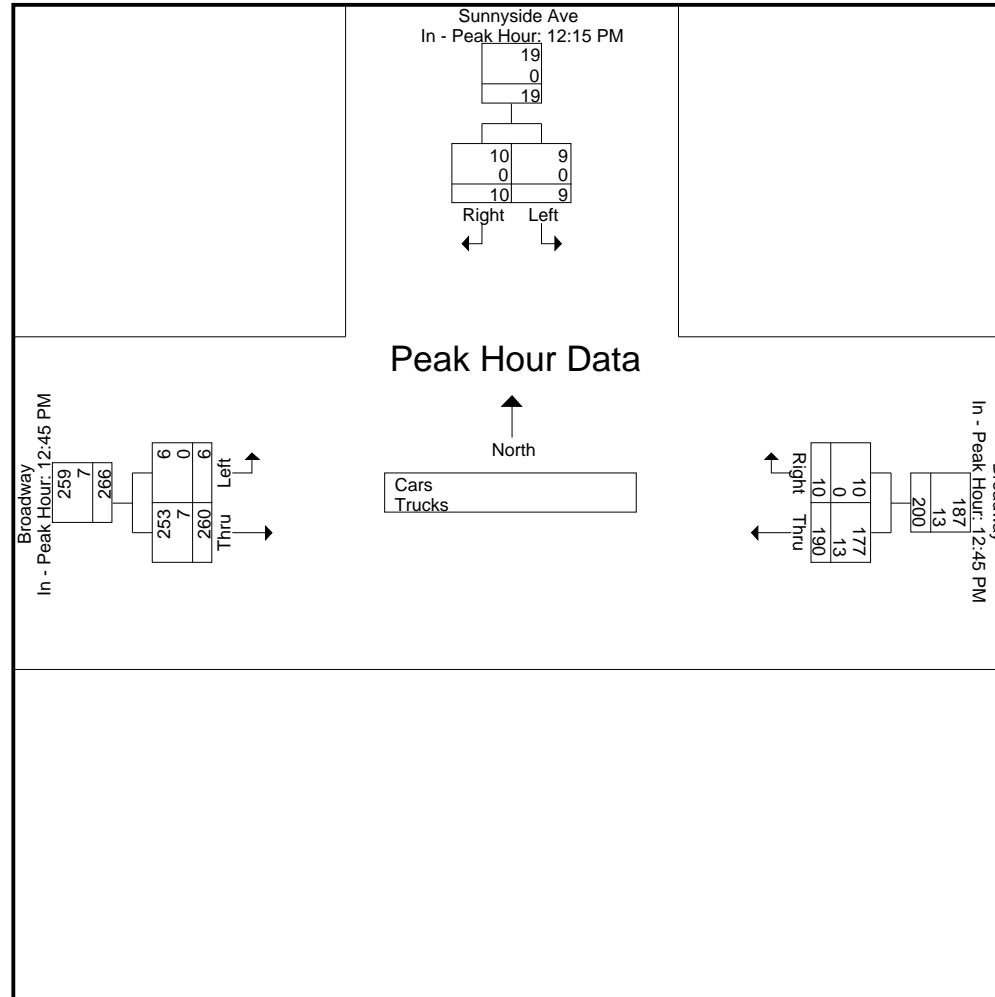 Sunnyside Ave
In - Peak Hour: 12:15 PM
19
0
19
10 9
0 0
10 9
Right Left
Peak Hour Data
North
Cars
Trucks
Broadway
In - Peak Hour: 12:45 PM
259
7
266
6
0
6
Left
253
7
260
Thru
Right
10
0
10
Thru
177
13
190
187
13
200
In - Peak Hour: 12:45 PM